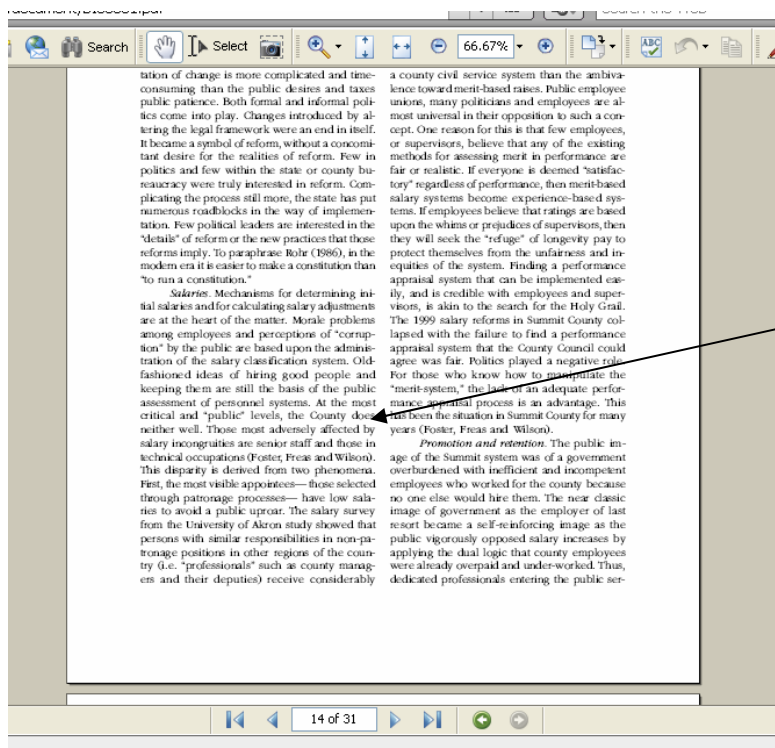 Search
Select
66.67%
ABC
tation of change is more complicated and time-
consuming than the public desires and taxes
public patience. Both formal and informal poli-
tics come into play. Changes introduced by al-
tering the legal framework were an end in itself.
It became a symbol of reform, without a concomi-
tant desire for the realities of reform. Few in
politics and few within the state or county bu-
reaucracy were truly interested in reform. Com-
plicating the process still more, the state has put
numerous roadblocks in the way of implemen-
tation. Few political leaders are interested in the
"details" of reform or the new practices that those
reforms imply. To paraphrase Rohr (1986), in the
modern era it is easier to make a constitution than
"to run a constitution."
Salaries. Mechanisms for determining ini-
tial salaries and for calculating salary adjustments
are at the heart of the matter. Morale problems
among employees and perceptions of "corrup-
tion" by the public are based upon the adminis-
tration of the salary classification system. Old-
fashioned ideas of hiring good people and
keeping them are still the basis of the public
assessment of personnel systems. At the most
critical and "public" levels, the County does
neither well. Those most adversely affected by
salary incongruities are senior staff and those in
technical occupations (Foster, Freas and Wilson).
This disparity is derived from two phenomena.
First, the most visible appointees— those selected
through patronage processes— have low sala-
ries to avoid a public uproar. The salary survey
from the University of Akron study showed that
persons with similar responsibilities in non-pa-
tronage positions in other regions of the coun-
try (i.e. "professionals" such as county manag-
ers and their deputies) receive considerably
a county civil service system than the ambiva-
lence toward merit-based raises. Public employee
unions, many politicians and employees are al-
most universal in their opposition to such a con-
cept. One reason for this is that few employees,
or supervisors, believe that any of the existing
methods for assessing merit in performance are
fair or realistic. If everyone is deemed "satisfac-
tory" regardless of performance, then merit-based
salary systems become experience-based sys-
tems. If employees believe that ratings are based
upon the whims or prejudices of supervisors, then
they will seek the "refuge" of longevity pay to
protect themselves from the unfairness and in-
equities of the system. Finding a performance
appraisal system that can be implemented eas-
ily, and is credible with employees and super-
visors, is akin to the search for the Holy Grail.
The 1999 salary reforms in Summit County col-
lapsed with the failure to find a performance
appraisal system that the County Council could
agree was fair. Politics played a negative role.
For those who know how to manipulate the
"merit-system," the lack of an adequate perfor-
mance appraisal process is an advantage. This
has been the situation in Summit County for many
years (Foster, Freas and Wilson).
Promotion and retention. The public im-
age of the Summit system was of a government
overburdened with inefficient and incompetent
employees who worked for the county because
no one else would hire them. The near classic
image of government as the employer of last
resort became a self-reinforcing image as the
public vigorously opposed salary increases by
applying the dual logic that county employees
were already overpaid and under-worked. Thus,
dedicated professionals entering the public ser-
14 of 31